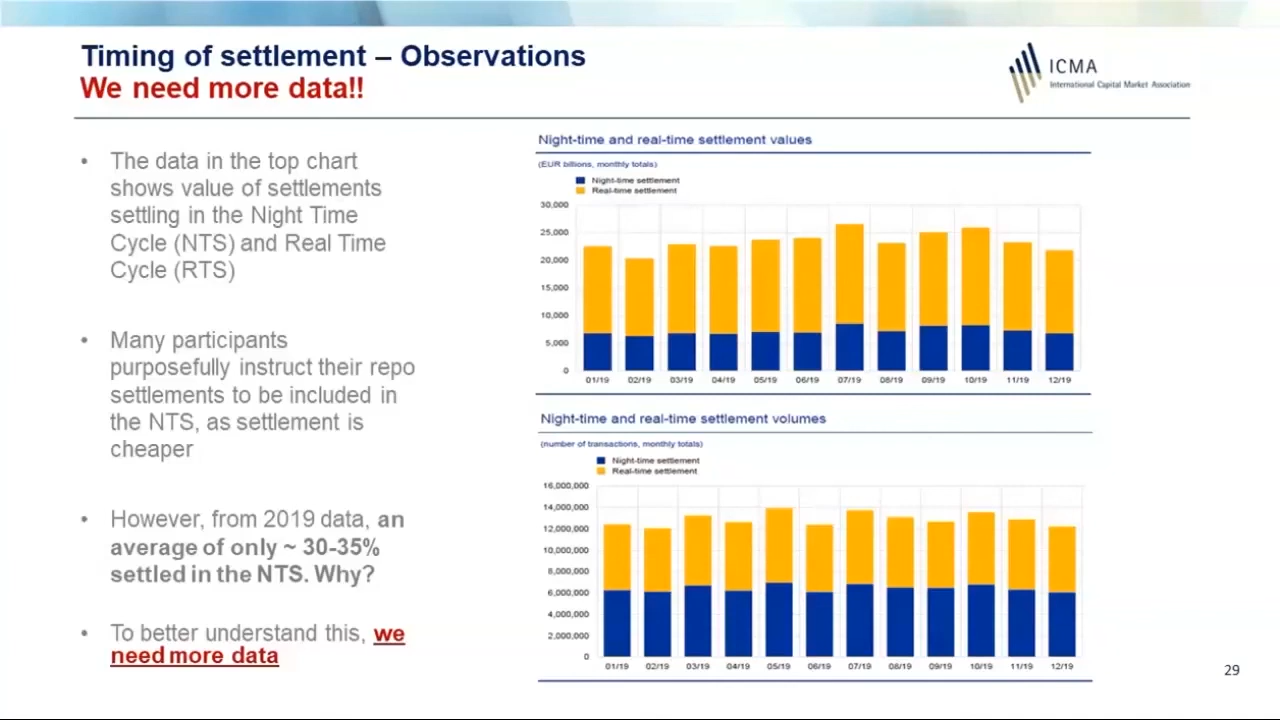 Timing of settlement – Observations
We need more data!!
ICMA
International Capital Market Association
• The data in the top chart
shows value of settlements
settling in the Night Time
Cycle (NTS) and Real Time
Cycle (RTS)
• Many participants
purposefully instruct their repo
settlements to be included in
the NTS, as settlement is
cheaper
• However, from 2019 data, an
average of only ~ 30-35%
settled in the NTS. Why?
• To better understand this, we
need more data
Night-time and real-time settlement values
(EUR billions, monthly totals)
Night-time settlement
Real-time settlement
30,000
25,000
20,000
15,000
10,000
5,000
0
01/19 02/19 03/19 04/19 05/19 06/19 07/19 08/19 09/19 10/19 11/19 12/19
Night-time and real-time settlement volumes
(number of transactions, monthly totals)
Night-time settlement
Real-time settlement
16,000,000
14,000,000
12,000,000
10,000,000
8,000,000
6,000,000
4,000,000
2,000,000
0
01/19 02/19 03/19 04/19 05/19 06/19 07/19 08/19 09/19 10/19 11/19 12/19
29